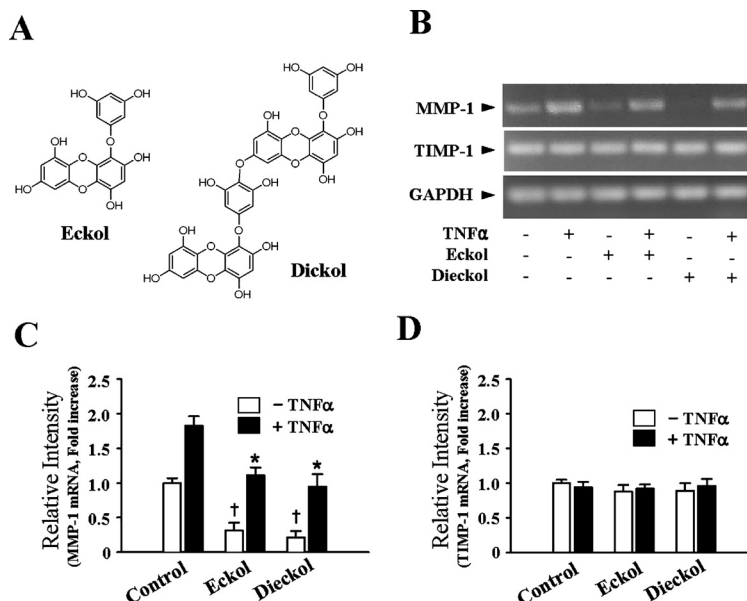 A
HO OH
O
OH
O OH
HO O
OH
Eckol
HO OH
O
OH
O OH
O O
HO OH OH
O
OH
O OH
HO O
OH
Dickol
B
MMP-1
TIMP-1
GAPDH
TNFα - + - + - +
Eckol - - + + - -
Dieckol - - - - + +
C
Relative Intensity
(MMP-1 mRNA, Fold increase)
2.5
2.0
1.5
1.0
0.5
0
− TNFα
+ TNFα
† * † *
Control Eckol Dieckol
D
Relative Intensity
(TIMP-1 mRNA, Fold increase)
2.5
2.0
1.5
1.0
0.5
0
− TNFα
+ TNFα
Control Eckol Dieckol